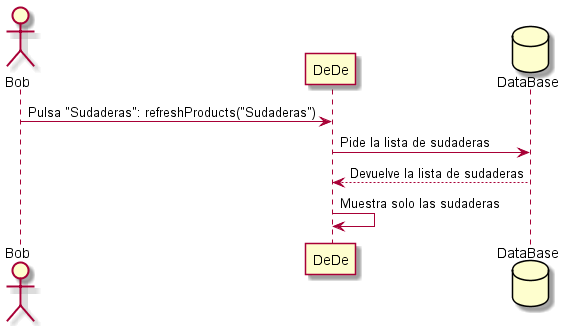 Bob
DeDe
DataBase
Pulsa "Sudaderas": refreshProducts("Sudaderas")
Pide la lista de sudaderas
Devuelve la lista de sudaderas
Muestra solo las sudaderas
Bob
DeDe
DataBase